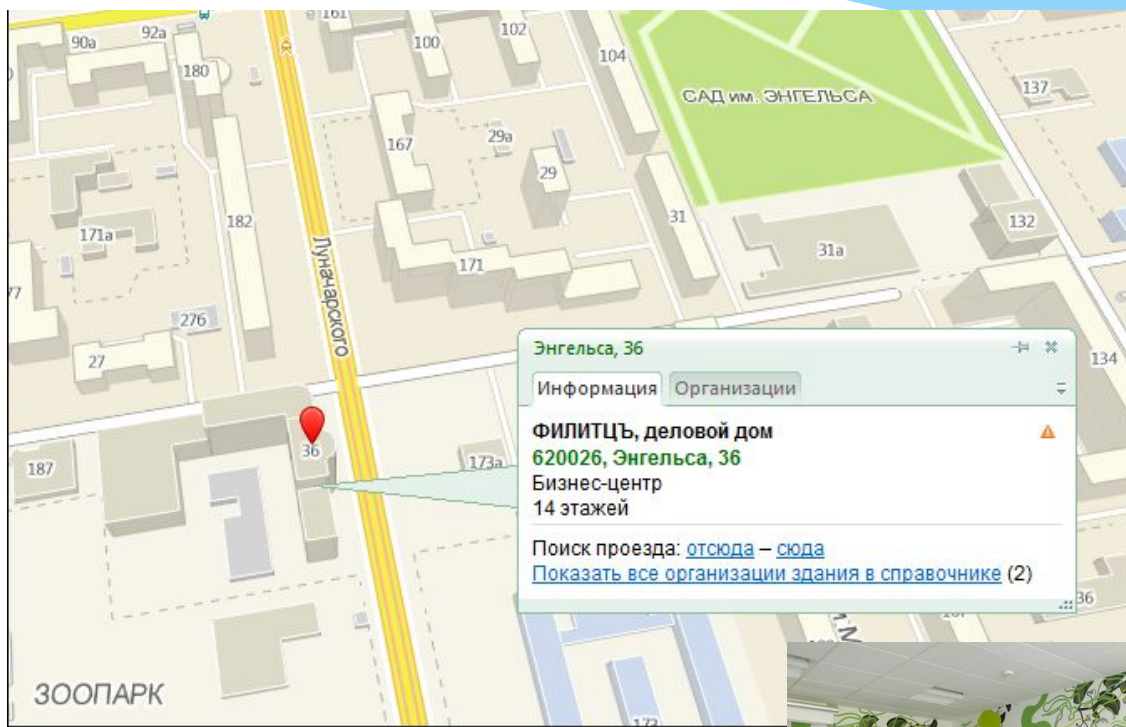 161
92а
90а
102
100
180
104
137
САД им. ЭНГЕЛЬСА
29а
167
29
31
132
182
171а
31а
171
Луначарского
276
134
27
Энгельса, 36
Информация
Организации
ФИЛИТЦЪ, деловой дом
620026, Энгельса, 36
Бизнес-центр
14 этажей
Поиск проезда: отсюда – сюда
Показать все организации здания в справочнике (2)
36
187
173а
36
ЗООПАРК
173